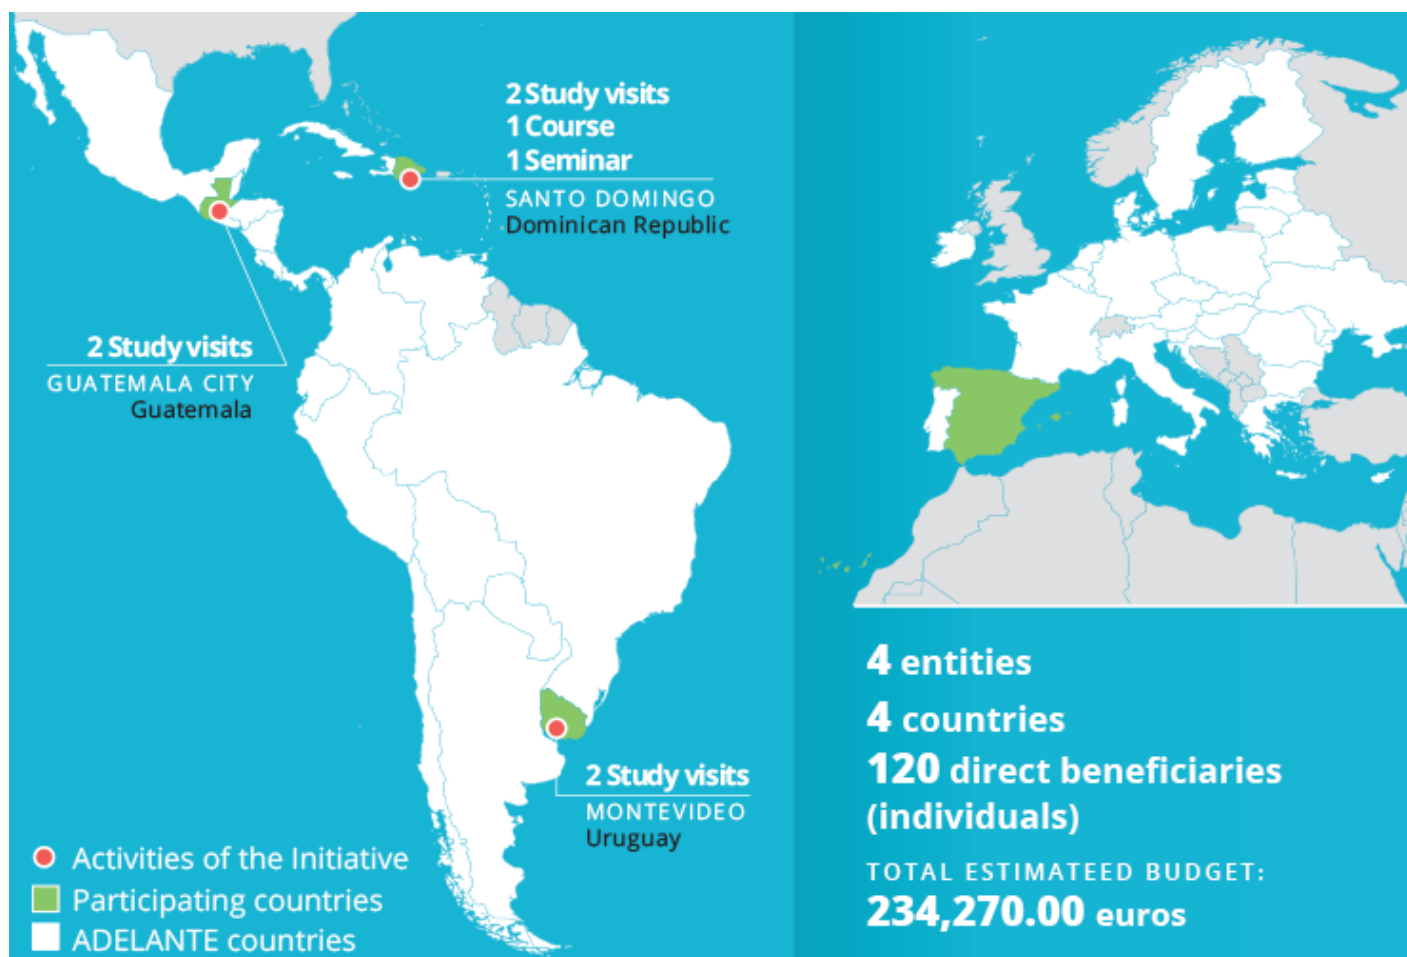 2 Study visits
1 Course
1 Seminar
SANTO DOMINGO
Dominican Republic
2 Study visits
GUATEMALA CITY
Guatemala
2 Study visits
MONTEVIDEO
Uruguay
Activities of the Initiative
Participating countries
ADELANTE countries
4 entities
4 countries
120 direct beneficiaries
(individuals)
TOTAL ESTIMATEED BUDGET:
234,270.00 euros